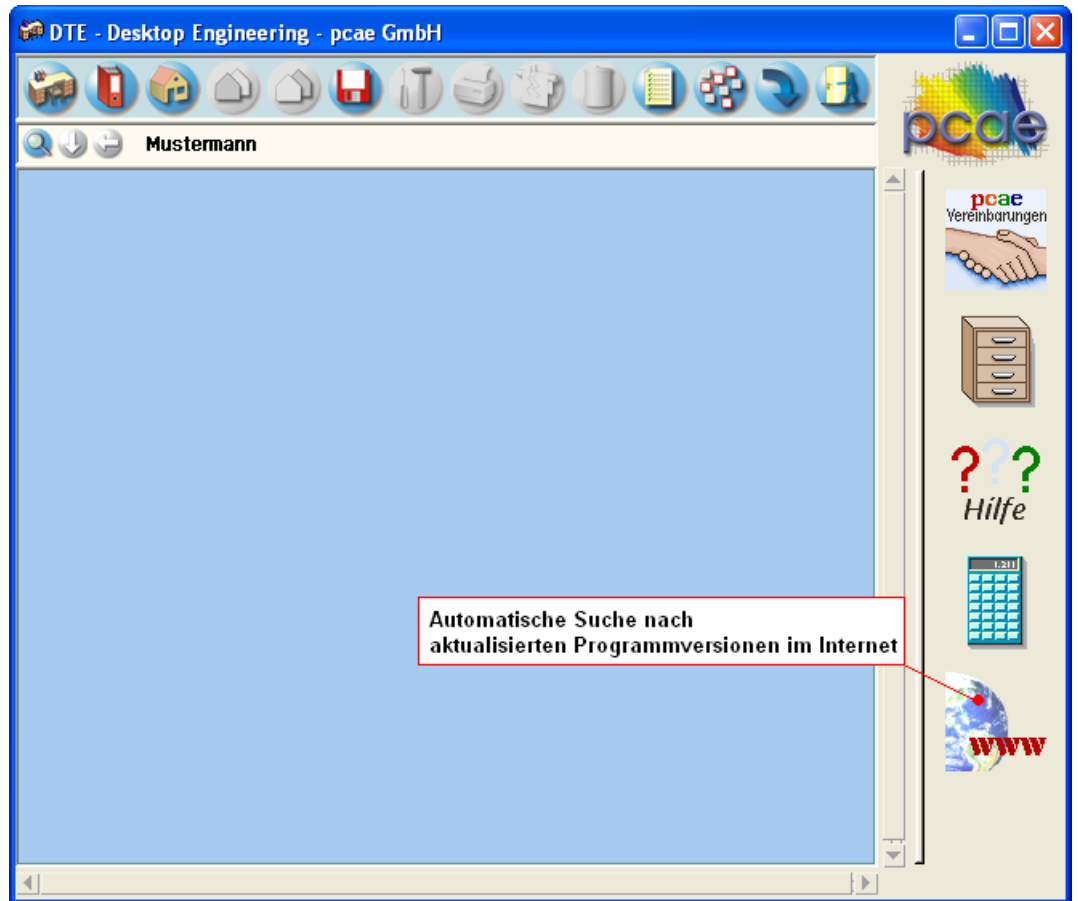 DTE - Desktop Engineering - pcae GmbH
pcae
Mustermann
pcae
Vereinbarungen
? ? ?
Hilfe
1.211
Automatische Suche nach
aktualisierten Programmversionen im Internet
www